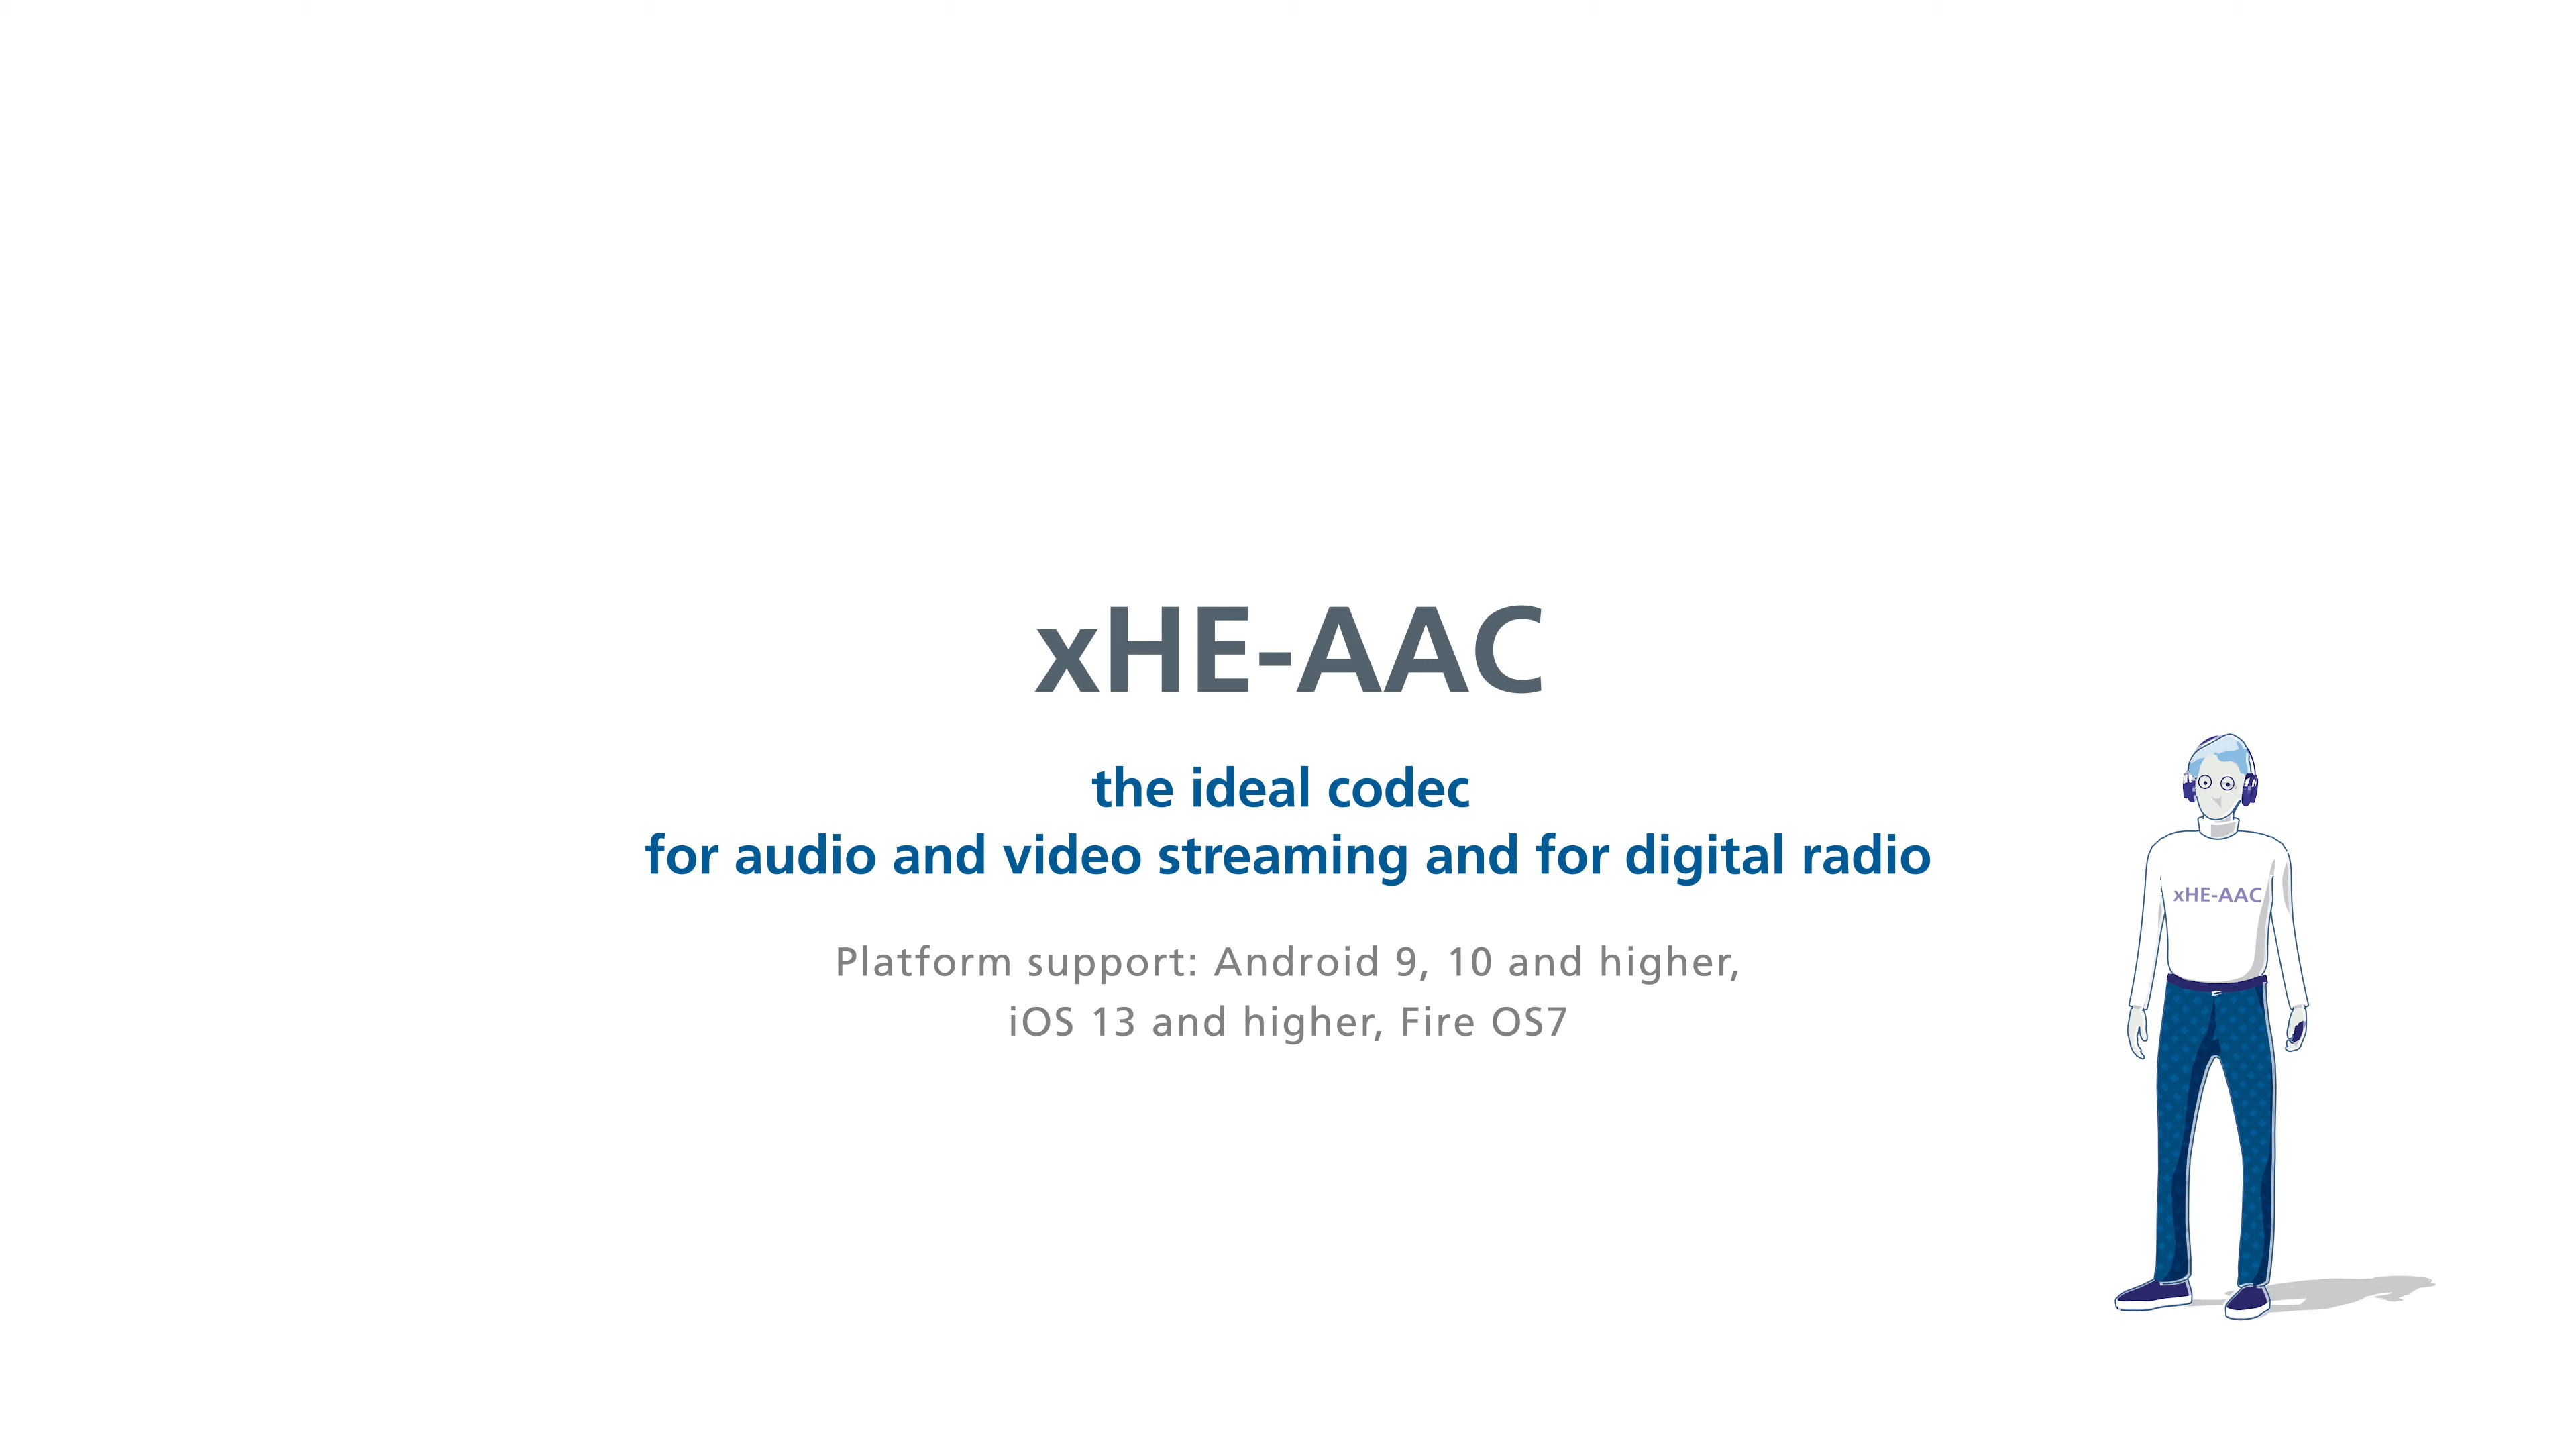 xHE-AAC
the ideal codec
for audio and video streaming and for digital radio
xHE-AAC
Platform support: Android 9, 10 and higher,
iOS 13 and higher, Fire OS7